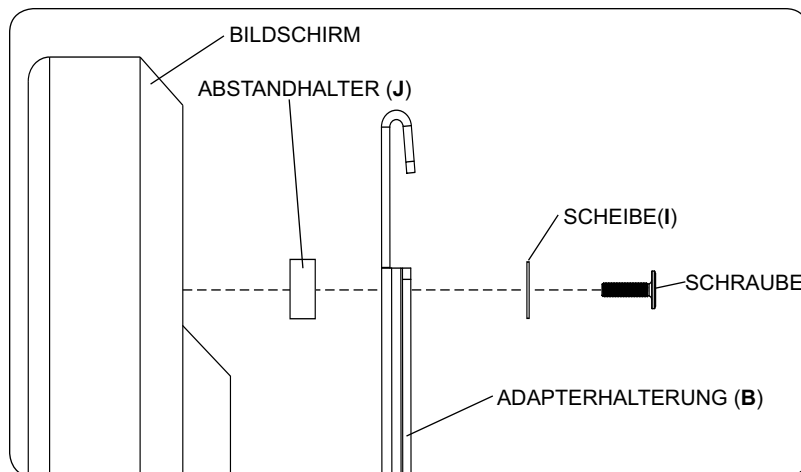 BILDSCHIRM
ABSTANDHALTER (J)
SCHEIBE(I)
SCHRAUBE
ADAPTERHALTERUNG (B)